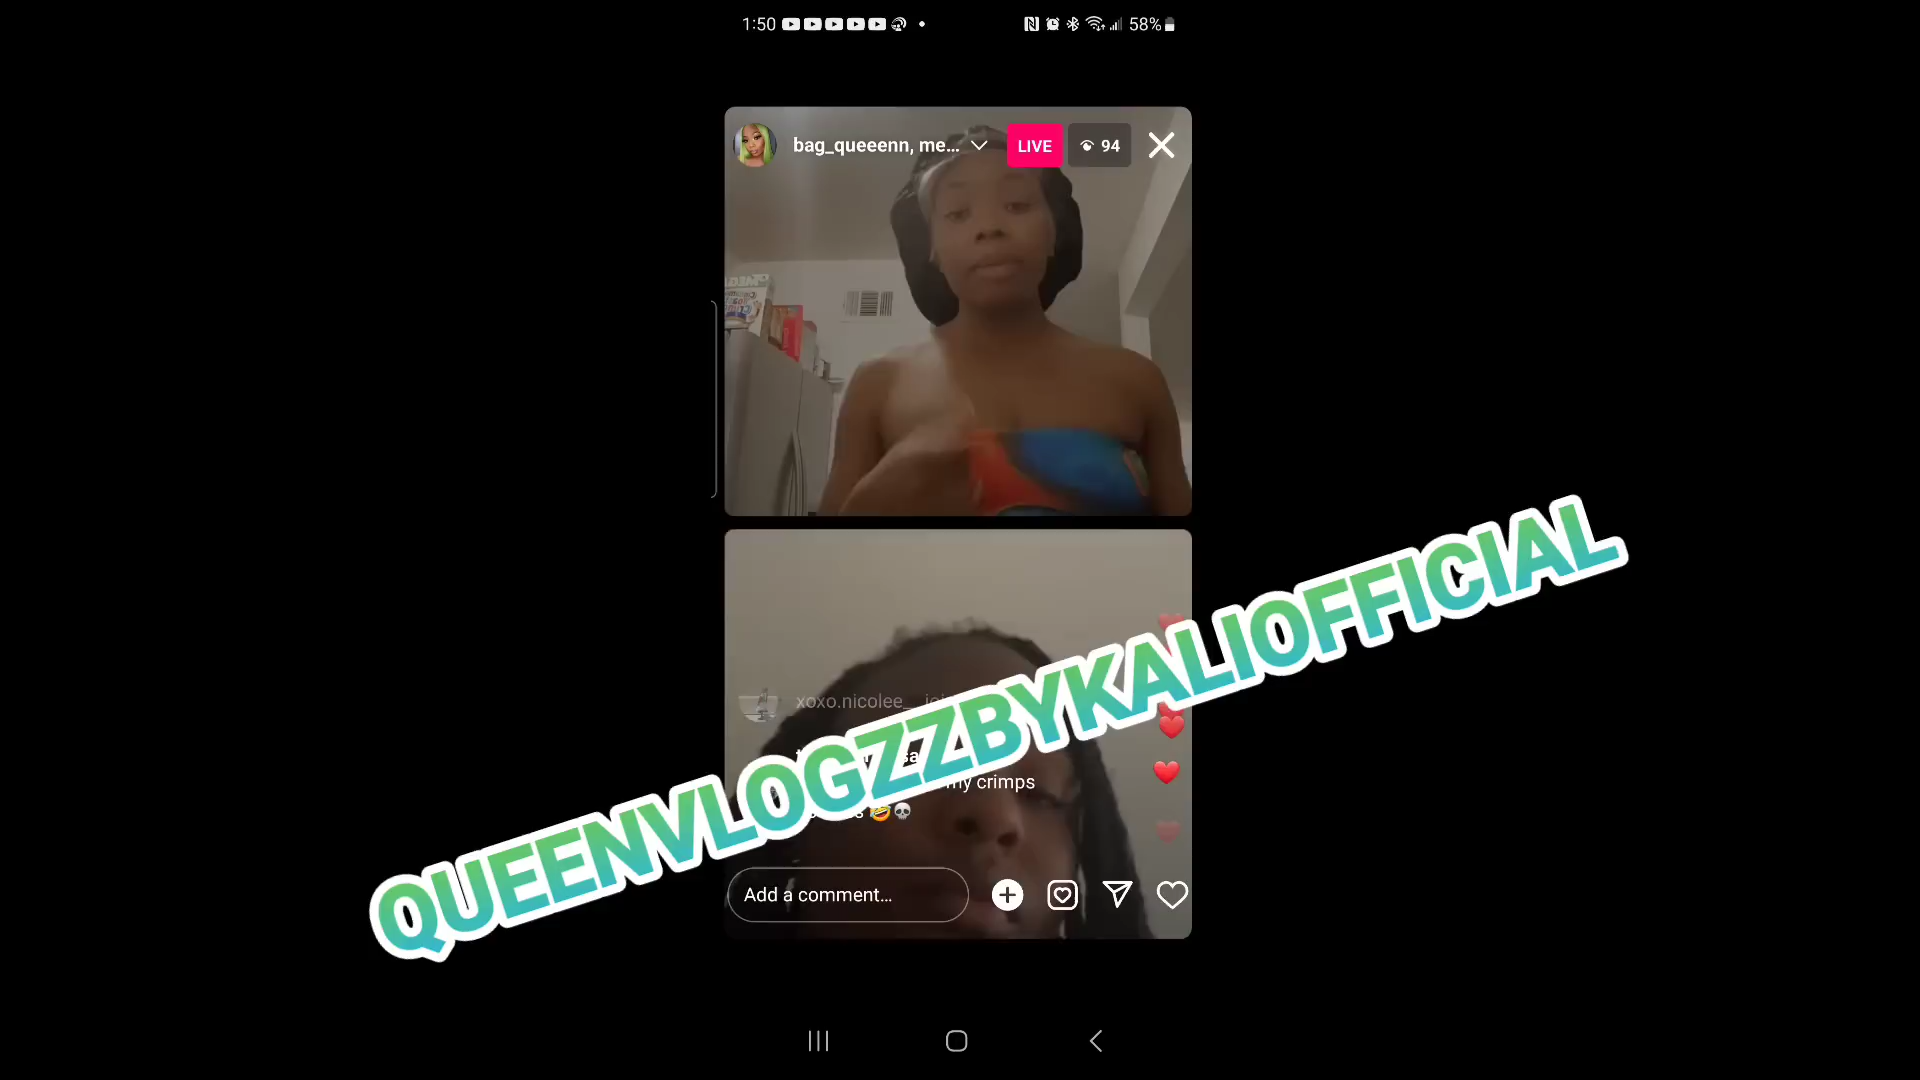 1:50
58%
bag_queeenn, me...
LIVE
94
xoxo.nicolee_
my crimps
Add a comment...
QUEENVLOGZZBYKALIOFFICIAL